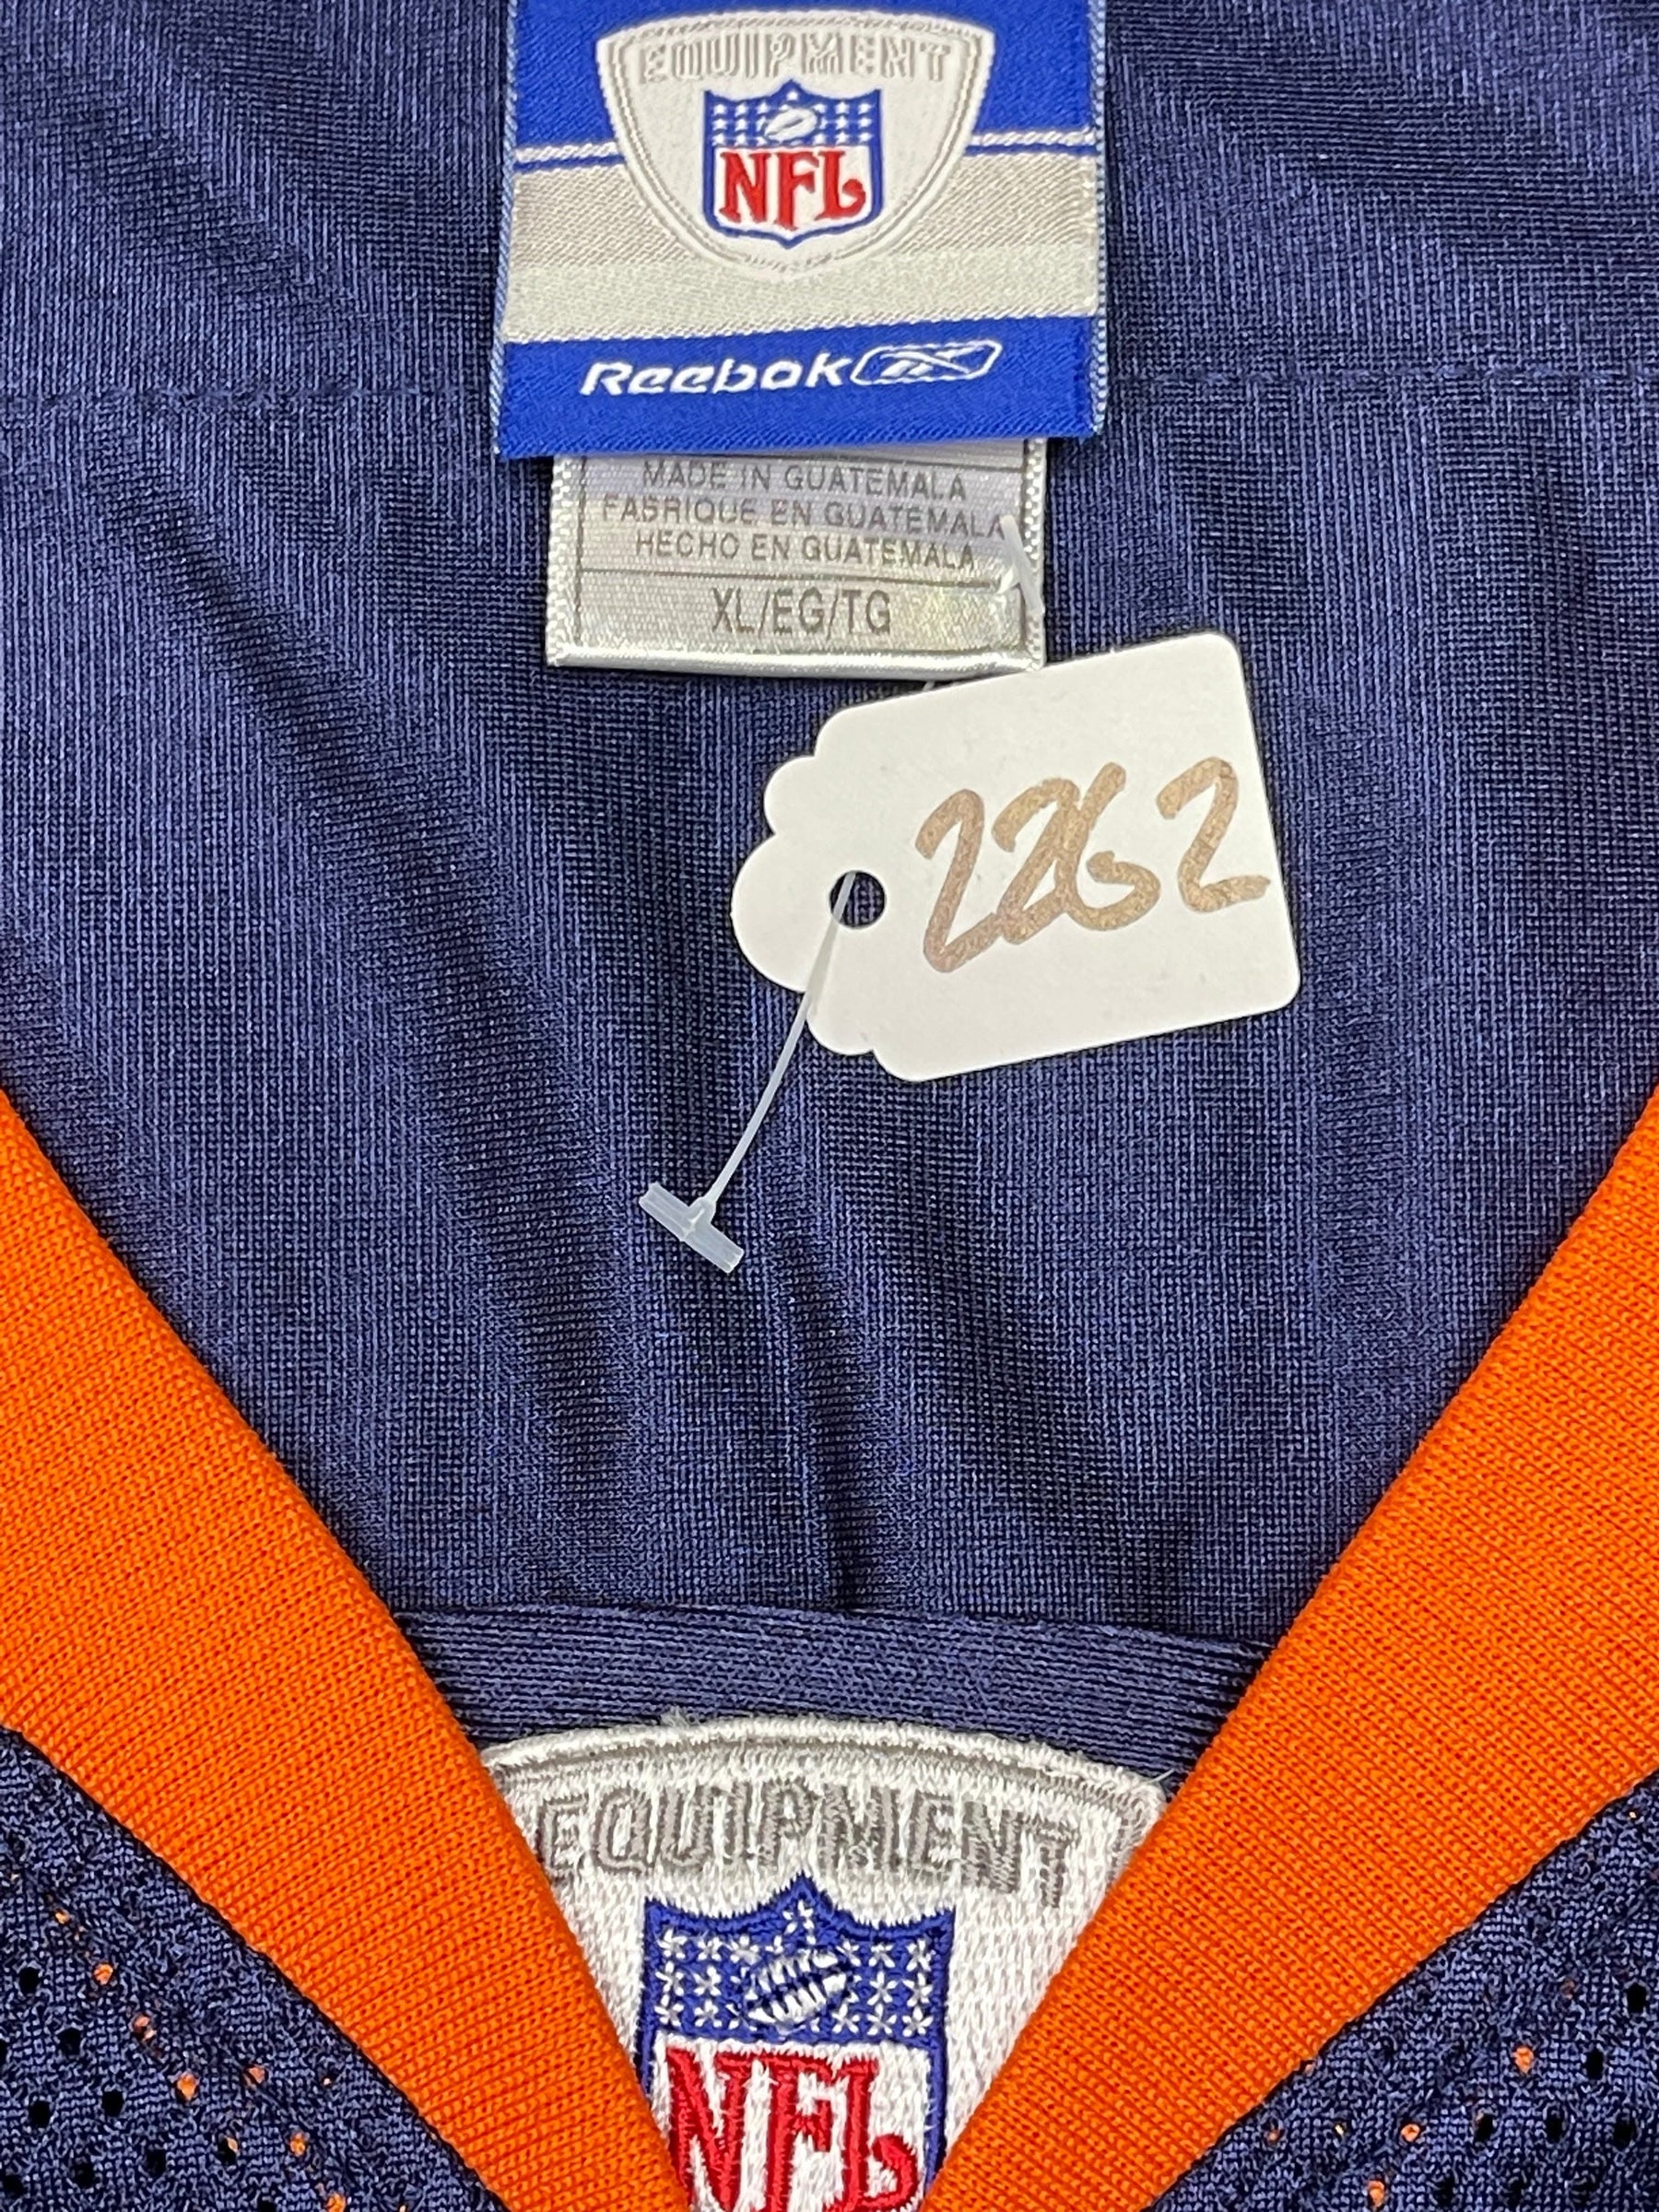 EQUIPMENT
NFL
Reebok
MADE IN GUATEMALA
FABRIQUE EN GUATEMALA
HECHO EN GUATEMALA
XL/EG/TG
2262
EQUIPMENT
NFL